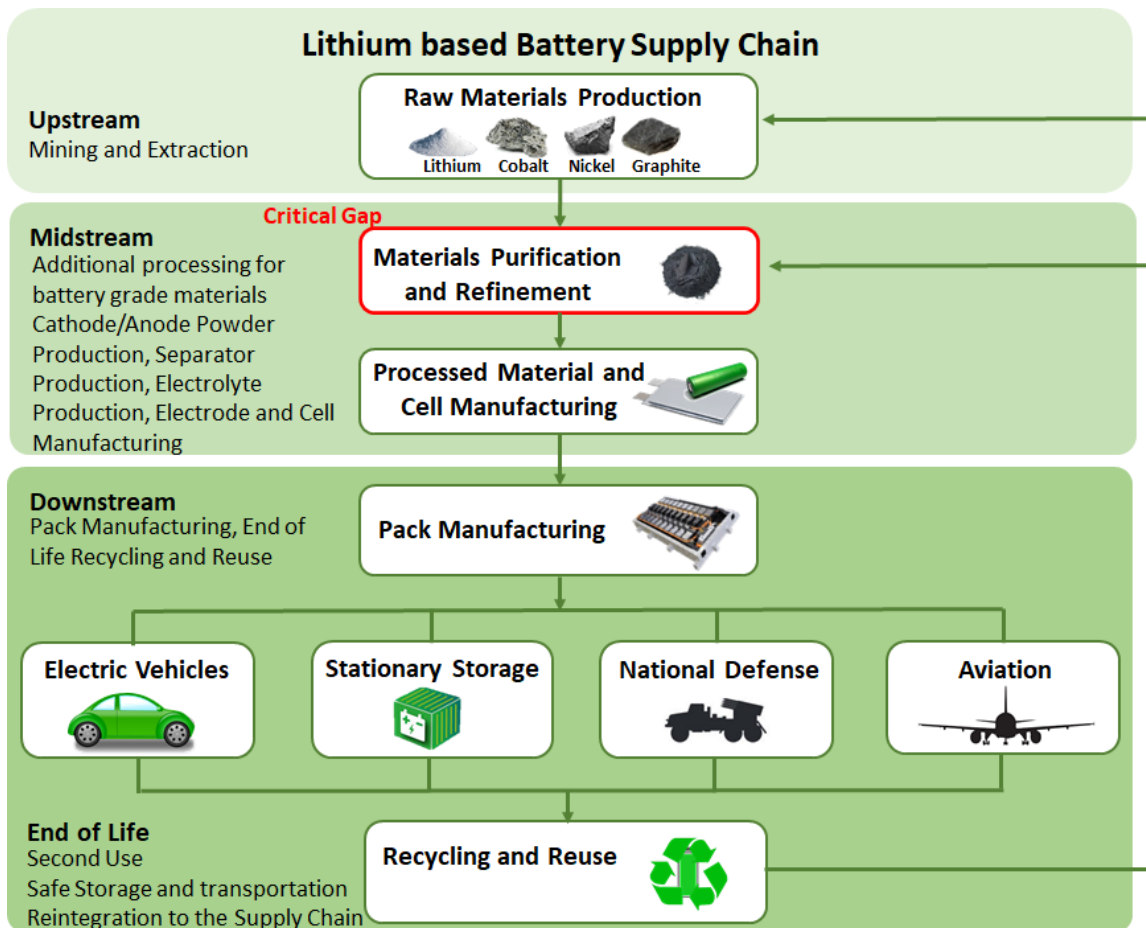 Lithium based Battery Supply Chain
Raw Materials Production
Lithium
Cobalt
Nickel
Graphite
Upstream
Mining and Extraction
Critical Gap
Midstream
Additional processing for
battery grade materials
Cathode/Anode Powder
Production, Separator
Production, Electrolyte
Production, Electrode and Cell
Manufacturing
Materials Purification
and Refinement
Processed Material and
Cell Manufacturing
Downstream
Pack Manufacturing, End of
Life Recycling and Reuse
Pack Manufacturing
Electric Vehicles
Stationary Storage
National Defense
Aviation
End of Life
Second Use
Safe Storage and transportation
Reintegration to the Supply Chain
Recycling and Reuse